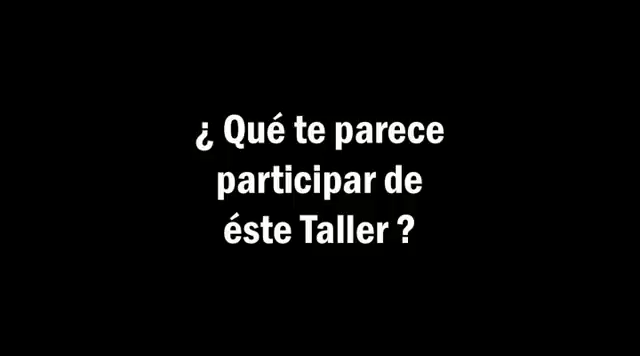 ¿ Qué te parece
participar de
éste Taller ?